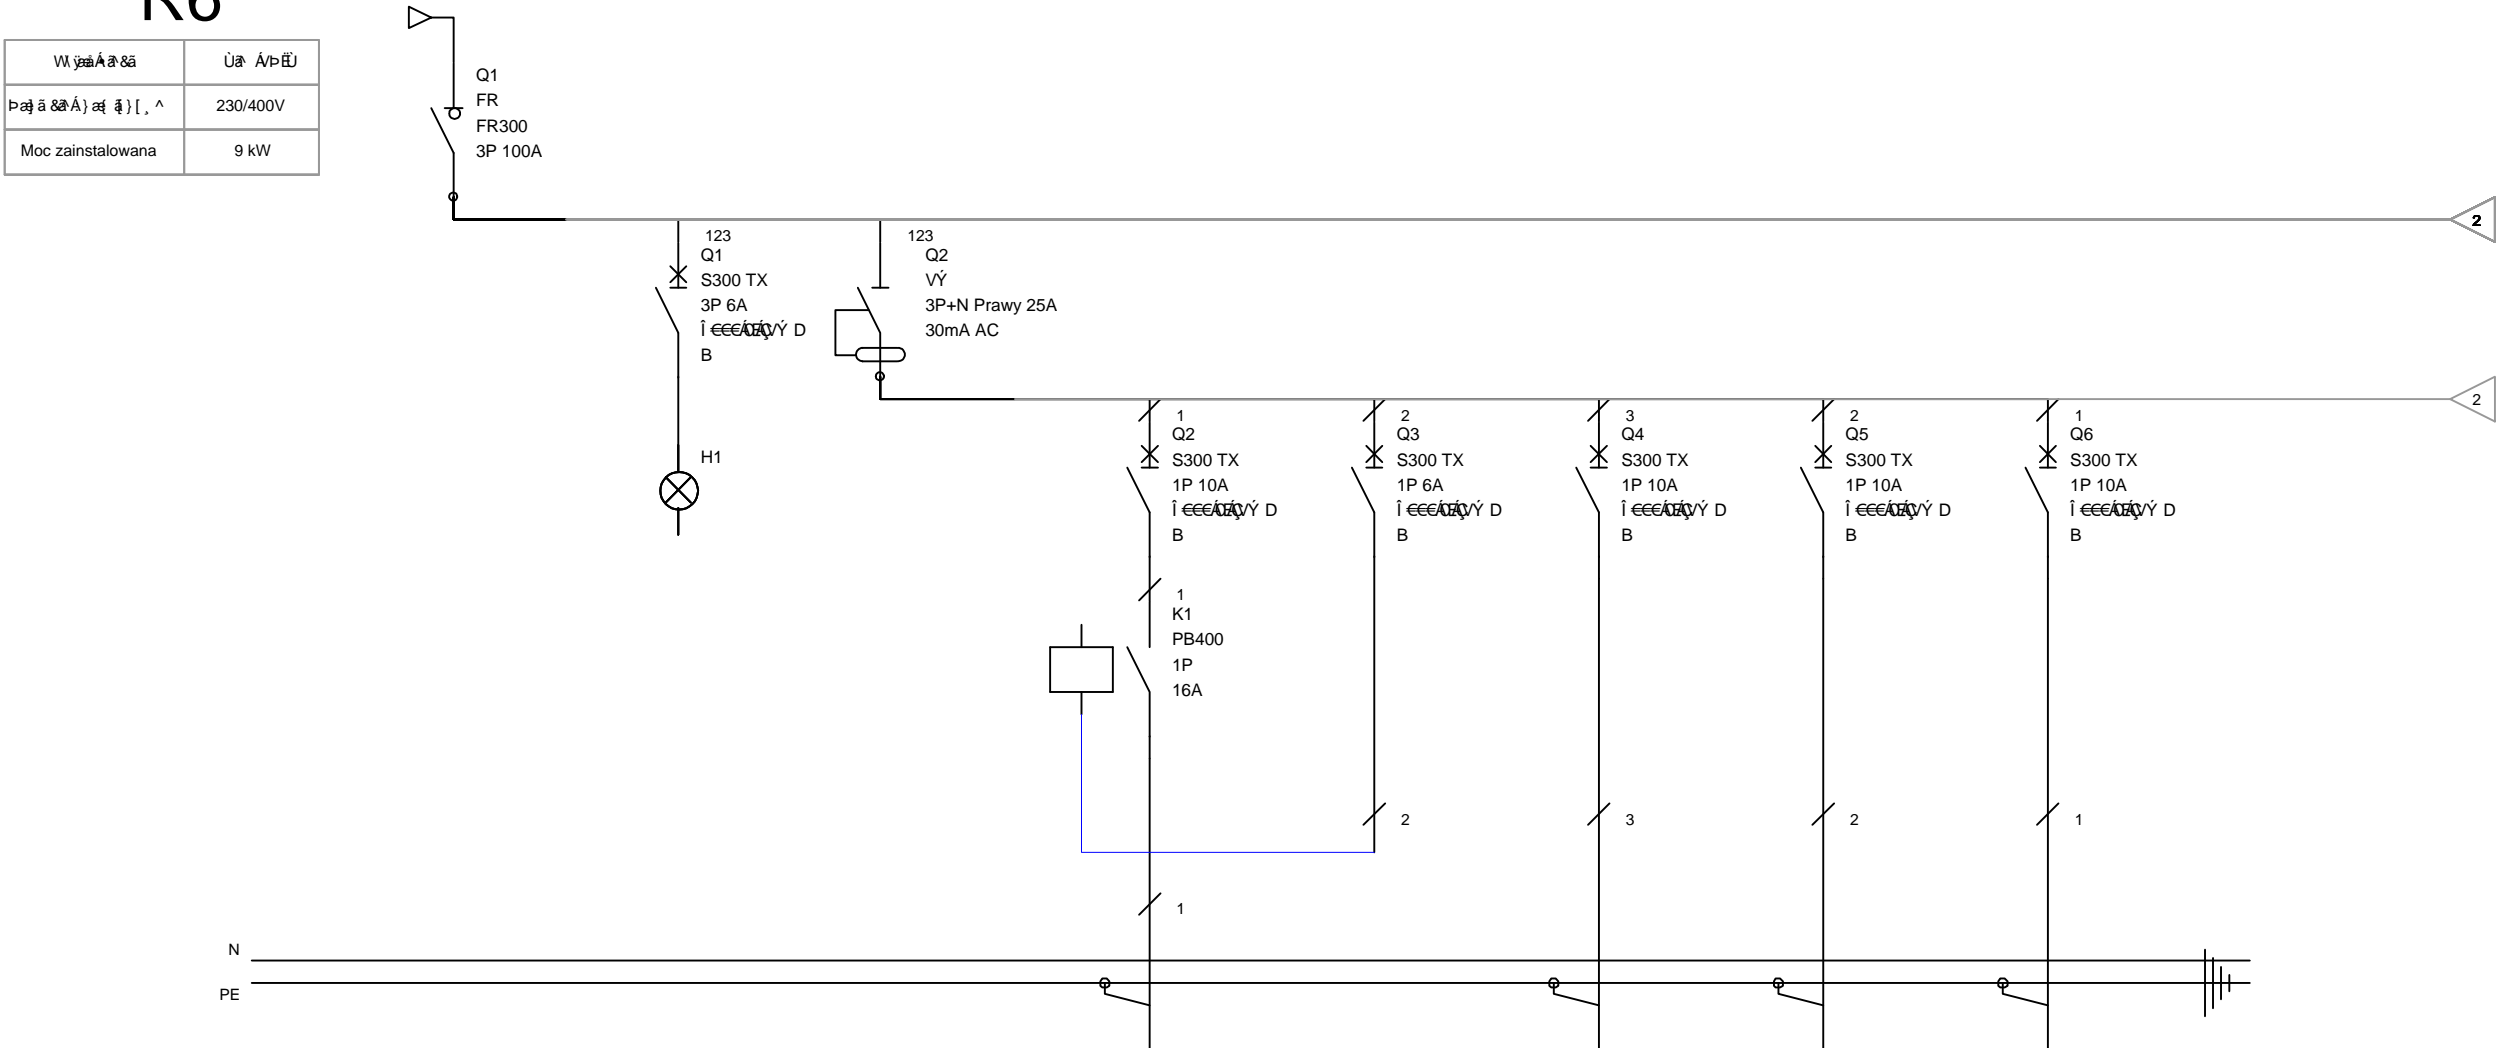 R6
230/400V
Moc zainstalowana 9 kW
Q1
FR
FR300
3P 100A
2
123
Q1
S300 TX
3P 6A
B
123
Q2
VÝ
3P+N Prawy 25A
30mA AC
2
H1
1
Q2
S300 TX
1P 10A
B
2
Q3
S300 TX
1P 6A
B
3
Q4
S300 TX
1P 10A
B
2
Q5
S300 TX
1P 10A
B
1
Q6
S300 TX
1P 10A
B
1
K1
PB400
1P
16A
2
3
2
1
1
N
PE